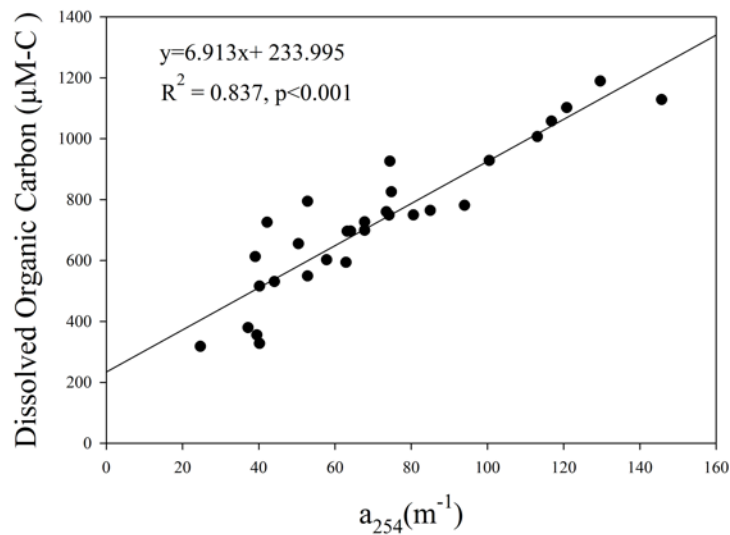 1400
1200
1000
800
600
400
200
0
y=6.913x+ 233.995
R² = 0.837, p<0.001
Dissolved Organic Carbon (µM-C )
0 20 40 60 80 100 120 140 160
a₂₅₄(m⁻¹)